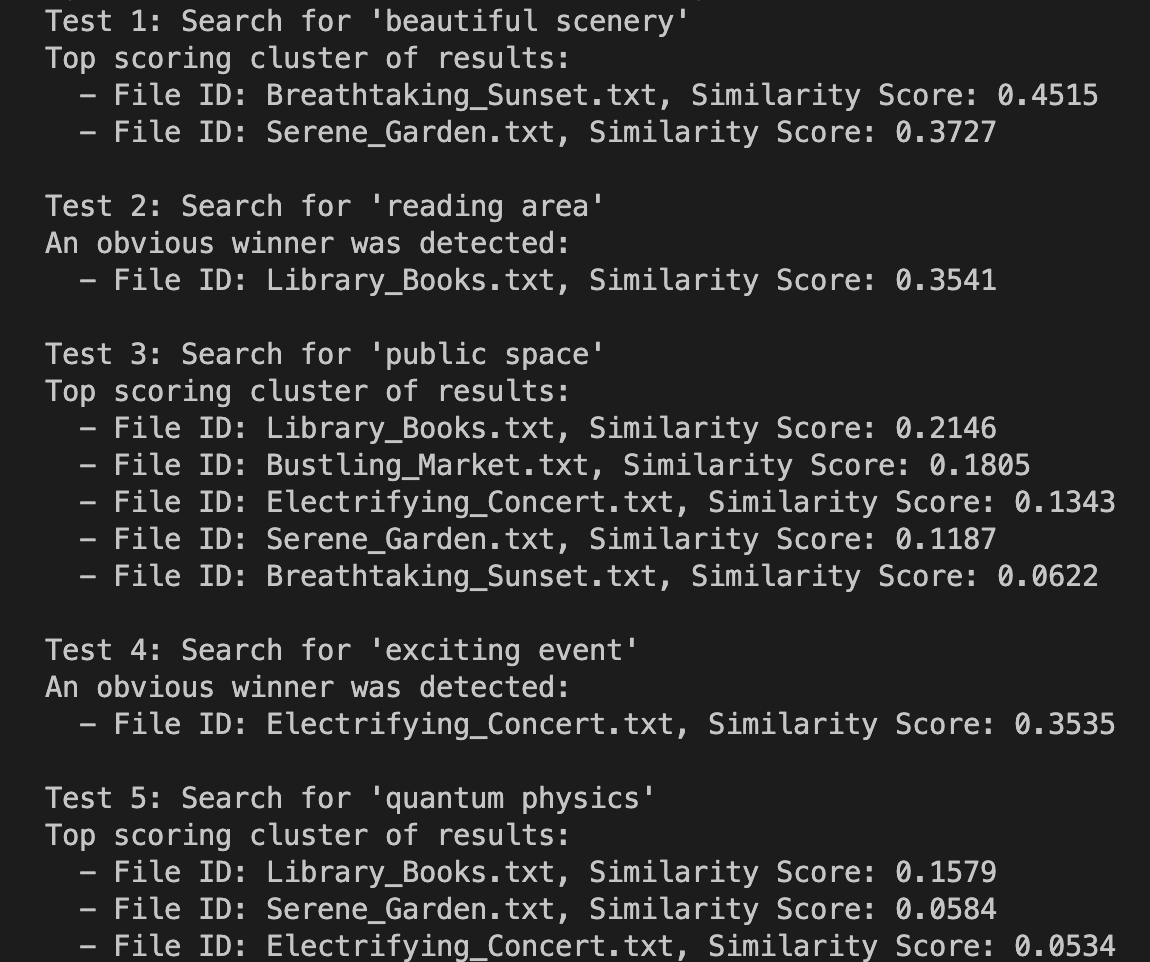 Test 1: Search for 'beautiful scenery'
Top scoring cluster of results:
– File ID: Breathtaking_Sunset.txt, Similarity Score: 0.4515
– File ID: Serene_Garden.txt, Similarity Score: 0.3727
Test 2: Search for 'reading area'
An obvious winner was detected:
– File ID: Library_Books.txt, Similarity Score: 0.3541
Test 3: Search for 'public space'
Top scoring cluster of results:
– File ID: Library_Books.txt, Similarity Score: 0.2146
– File ID: Bustling_Market.txt, Similarity Score: 0.1805
– File ID: Electrifying_Concert.txt, Similarity Score: 0.1343
– File ID: Serene_Garden.txt, Similarity Score: 0.1187
– File ID: Breathtaking_Sunset.txt, Similarity Score: 0.0622
Test 4: Search for 'exciting event'
An obvious winner was detected:
– File ID: Electrifying_Concert.txt, Similarity Score: 0.3535
Test 5: Search for 'quantum physics'
Top scoring cluster of results:
– File ID: Library_Books.txt, Similarity Score: 0.1579
– File ID: Serene_Garden.txt, Similarity Score: 0.0584
– File ID: Electrifying_Concert.txt, Similarity Score: 0.0534